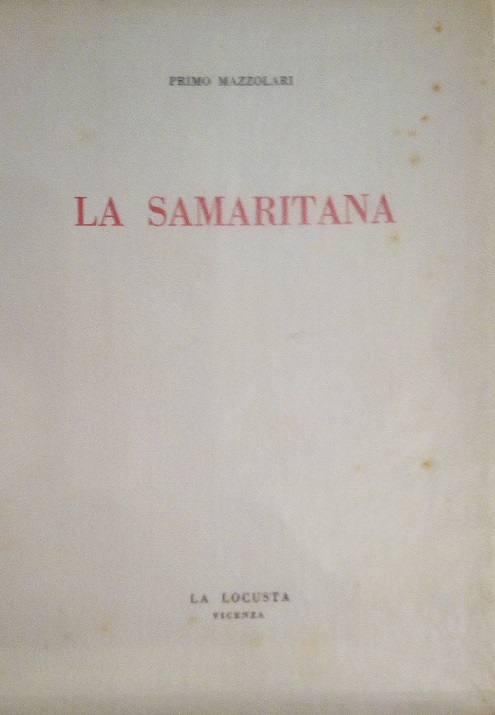 PRIMO MAZZOLARI
LA SAMARITANA
LA LOCUSTA
VICENZA